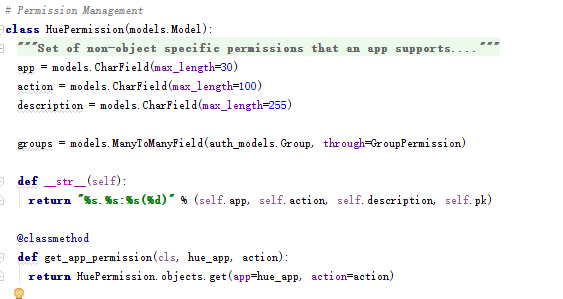 # Permission Management
class HuePermission(models.Model):
"""Set of non-object specific permissions that an app supports...."""
app = models.CharField(max_length=30)
action = models.CharField(max_length=100)
description = models.CharField(max_length=255)
groups = models.ManyToManyField(auth_models.Group, through=GroupPermission)
def __str__(self):
return "%s.%s:%s(%d)" % (self.app, self.action, self.description, self.pk)
@classmethod
def get_app_permission(cls, hue_app, action):
return HuePermission.objects.get(app=hue_app, action=action)